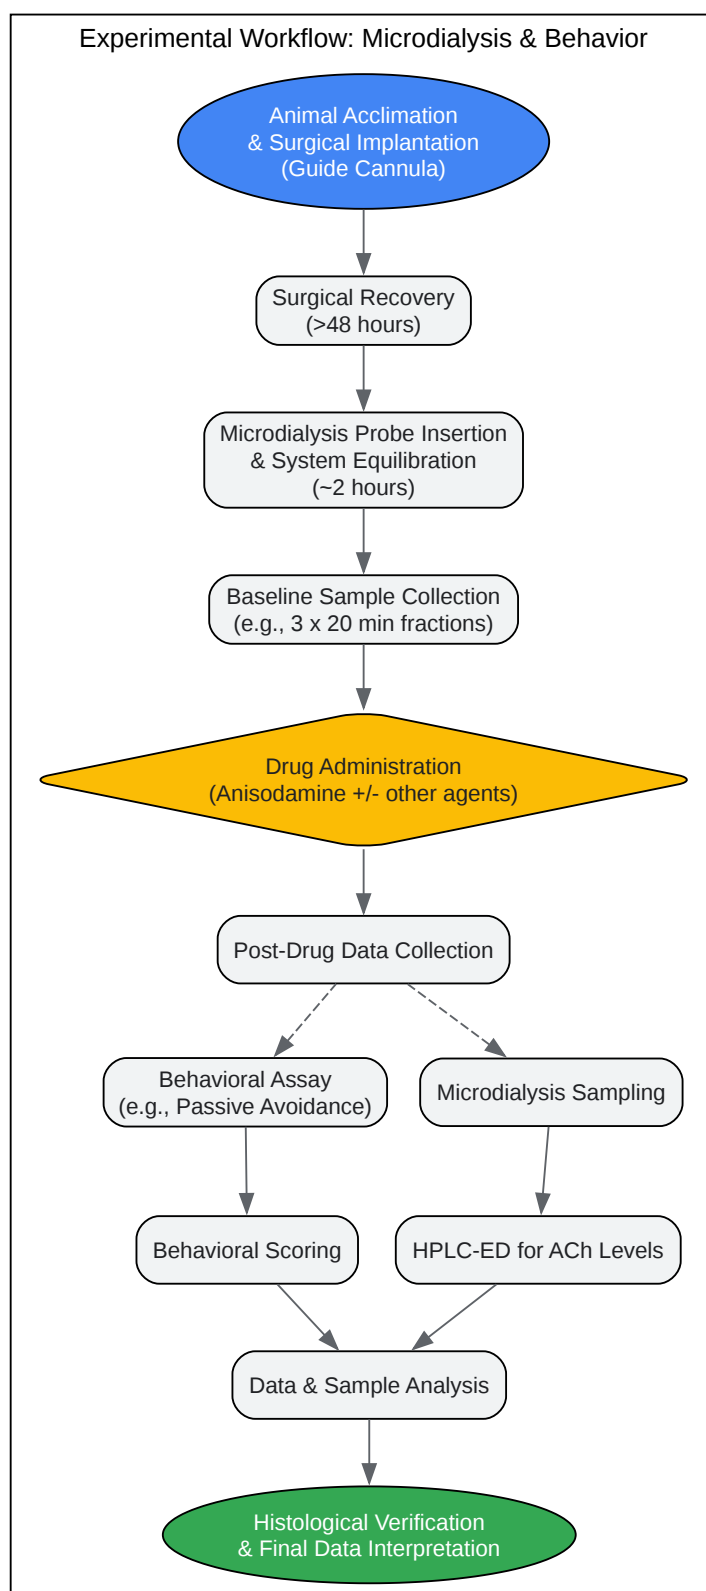 Experimental Workflow: Microdialysis & Behavior
Animal Acclimation
& Surgical Implantation
(Guide Cannula)
Surgical Recovery
(>48 hours)
Microdialysis Probe Insertion
& System Equilibration
(~2 hours)
Baseline Sample Collection
(e.g., 3 x 20 min fractions)
Drug Administration
(Anisodamine +/- other agents)
Post-Drug Data Collection
Behavioral Assay
(e.g., Passive Avoidance)
Microdialysis Sampling
Behavioral Scoring
HPLC-ED for ACh Levels
Data & Sample Analysis
Histological Verification
& Final Data Interpretation